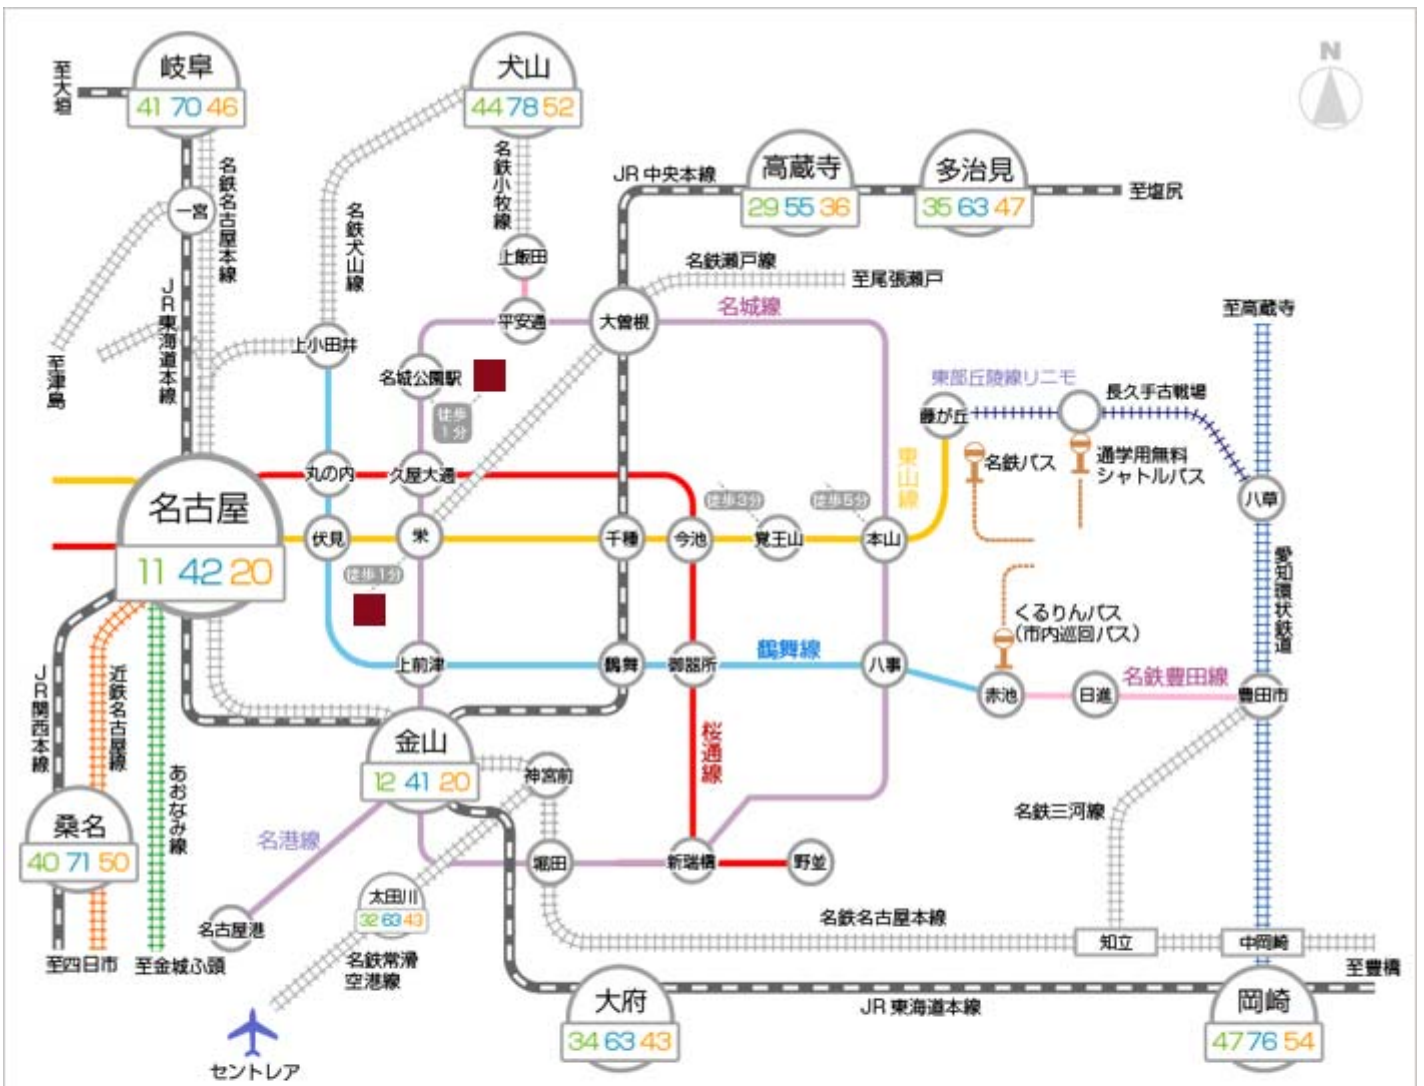 N
至大垣
岐阜
41 70 46
犬山
44 78 52
名鉄名古屋本線
一宮
JR東海道本線
至津島
名鉄犬山線
名鉄小牧線
上飯田
平安通
JR中央本線
高蔵寺
29 55 36
多治見
35 63 47
至塩尻
名鉄瀬戸線
至尾張瀬戸
大曽根
名城線
至高蔵寺
上小田井
名城公園駅
徒歩
1分
東部丘陵線リニモ
藤が丘
長久手古戦場
名鉄バス
通学用無料
シャトルバス
八草
東山線
丸の内
久屋大通
名古屋
11 42 20
伏見
栄
徒歩1分
千種
今池
徒歩3分
覚王山
徒歩5分
本山
愛知環状鉄道
くるりんバス
(市内巡回バス)
上前津
鶴舞
御器所
鶴舞線
八事
赤池
日進
名鉄豊田線
豊田市
JR関西本線
近鉄名古屋線
あおなみ線
金山
12 41 20
神宮前
桜通線
名鉄三河線
桑名
40 71 50
名港線
堀田
新瑞橋
野並
太田川
32 63 43
名古屋港
名鉄名古屋本線
知立
中岡崎
至四日市
至金城ふ頭
名鉄常滑
空港線
至豊橋
大府
34 63 43
JR東海道本線
岡崎
47 76 54
セントレア